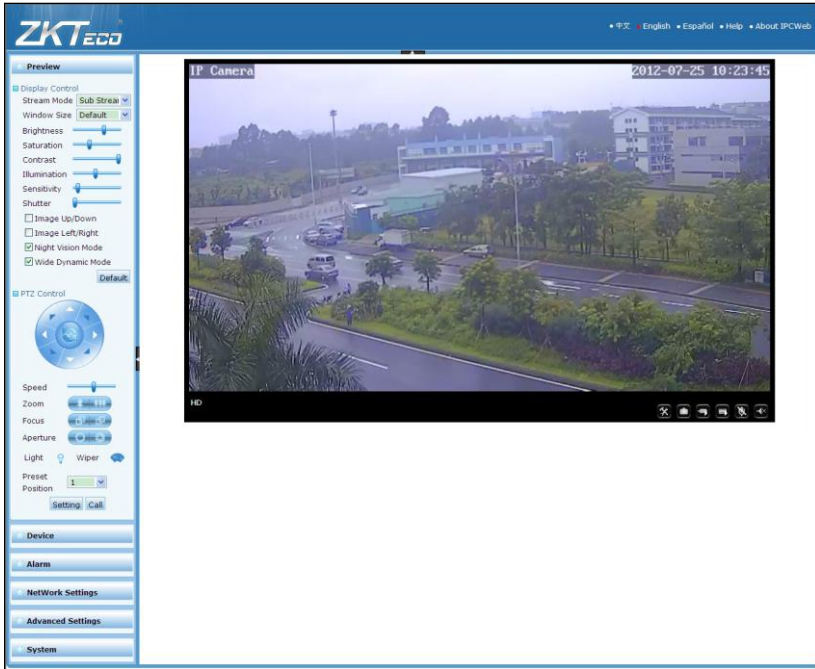 ZKTECO
中文 English Español Help About IPCWeb
Preview
Display Control
Stream Mode Sub Strear
Window Size Default
Brightness
Saturation
Contrast
Illumination
Sensitivity
Shutter
Image Up/Down
Image Left/Right
Night Vision Mode
Wide Dynamic Mode
Default
PTZ Control
Speed
Zoom
Focus
Aperture
Light Wiper
Preset
Position
1
Setting Call
Device
Alarm
NetWork Settings
Advanced Settings
System
IP Camera 2012-07-25 10:23:45
HD